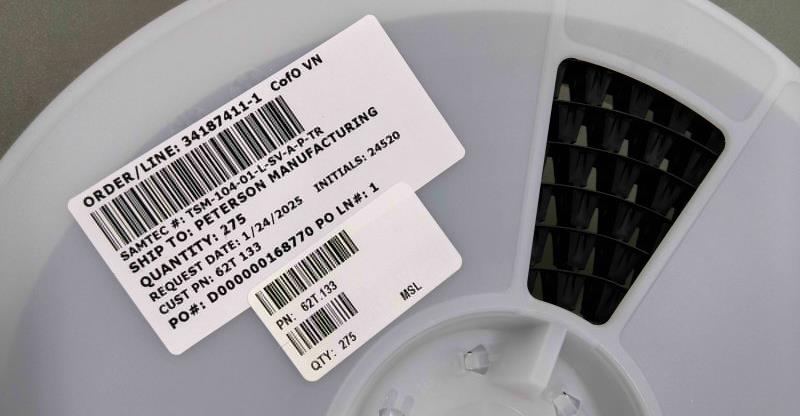 ORDER/LINE: 34187411-1 CofO VN
SAMTEC #: TSM-104-01-L-SV-A-P-TR
SHIP TO: PETERSON MANUFACTURING
QUANTITY: 275
REQUEST DATE: 1/24/2025 INITIALS: 24520
CUST PN: 62T 133
PO#: D000000168770 PO LN#: 1
PN: 62T.133
QTY: 275 MSL